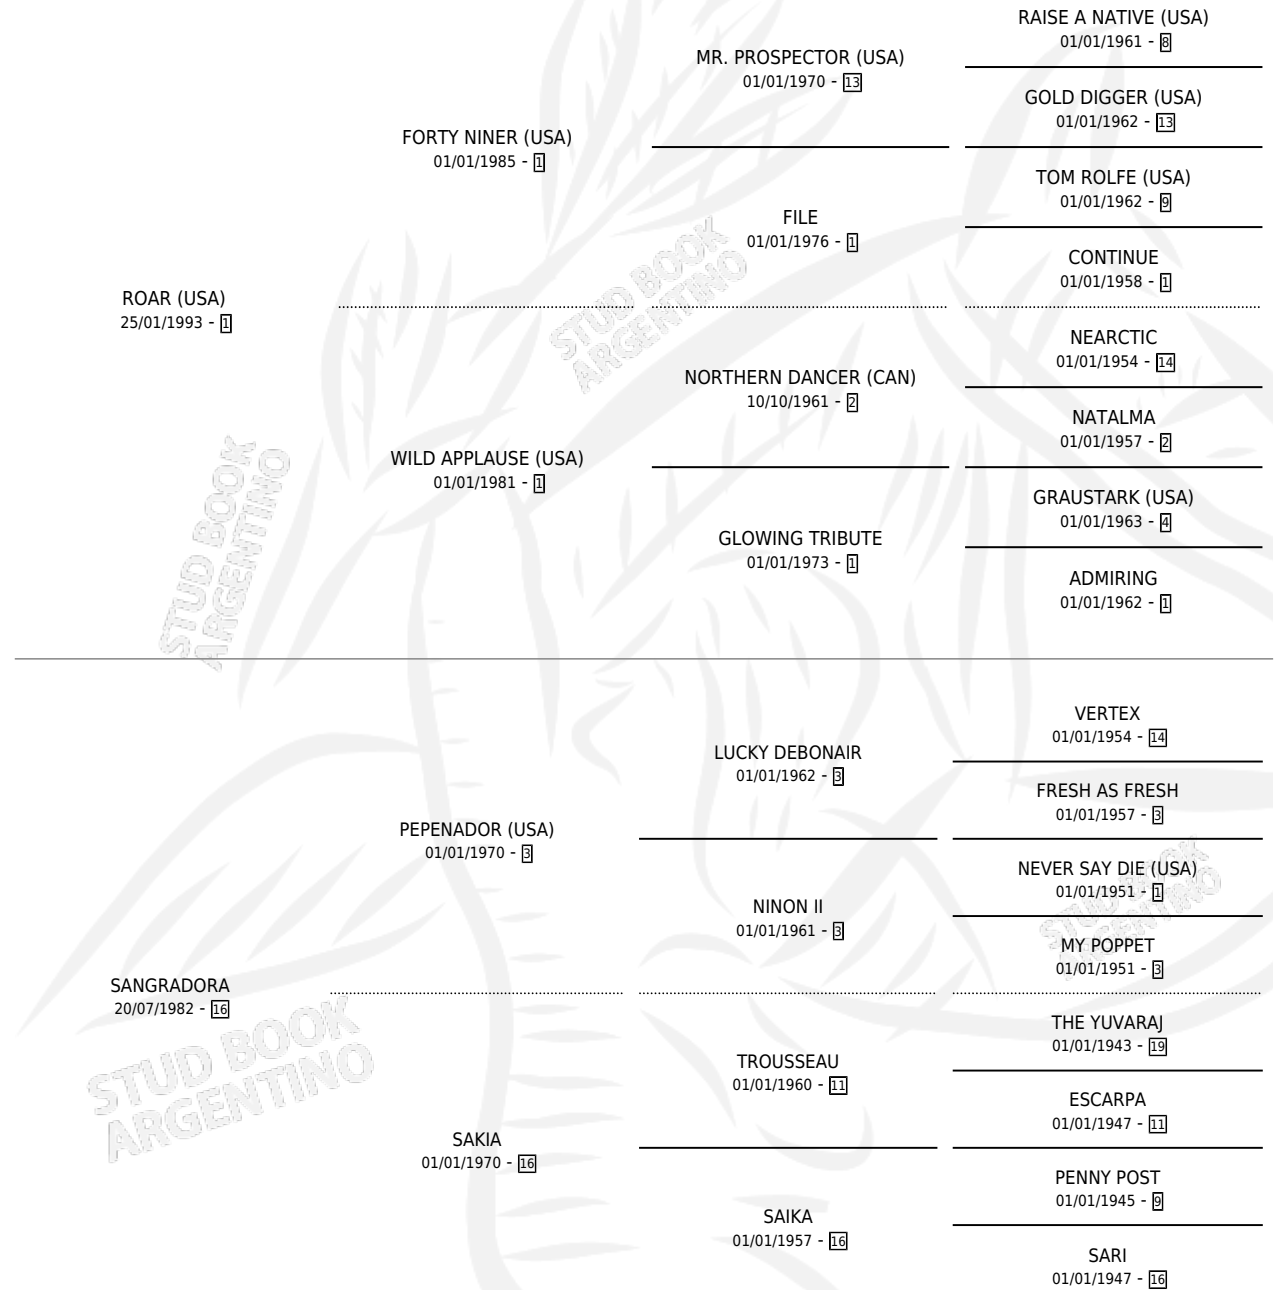 RAISE A NATIVE (USA)
01/01/1961 - 8
MR. PROSPECTOR (USA)
01/01/1970 - 13
GOLD DIGGER (USA)
01/01/1962 - 13
FORTY NINER (USA)
01/01/1985 - 1
TOM ROLFE (USA)
01/01/1962 - 9
FILE
01/01/1976 - 1
CONTINUE
01/01/1958 - 1
ROAR (USA)
25/01/1993 - 1
STUD BOOK
ARGENTINO
NEARCTIC
01/01/1954 - 14
NORTHERN DANCER (CAN)
10/10/1961 - 2
NATALMA
01/01/1957 - 2
WILD APPLAUSE (USA)
01/01/1981 - 1
GRAUSTARK (USA)
01/01/1963 - 4
GLOWING TRIBUTE
01/01/1973 - 1
ADMIRING
01/01/1962 - 1
STUD BOOK
ARGENTINO
VERTEX
01/01/1954 - 14
LUCKY DEBONAIR
01/01/1962 - 3
FRESH AS FRESH
01/01/1957 - 3
PEPENADOR (USA)
01/01/1970 - 3
NEVER SAY DIE (USA)
01/01/1951 - 1
NINON II
01/01/1961 - 3
MY POPPET
01/01/1951 - 3
STUD BOOK
ARGENTINO
SANGRADORA
20/07/1982 - 16
THE YUVARAJ
01/01/1943 - 19
TROUSSEAU
01/01/1960 - 11
ESCARPA
01/01/1947 - 11
SAKIA
01/01/1970 - 16
PENNY POST
01/01/1945 - 9
SAIKA
01/01/1957 - 16
SARI
01/01/1947 - 16
STUD BOOK
ARGENTINO